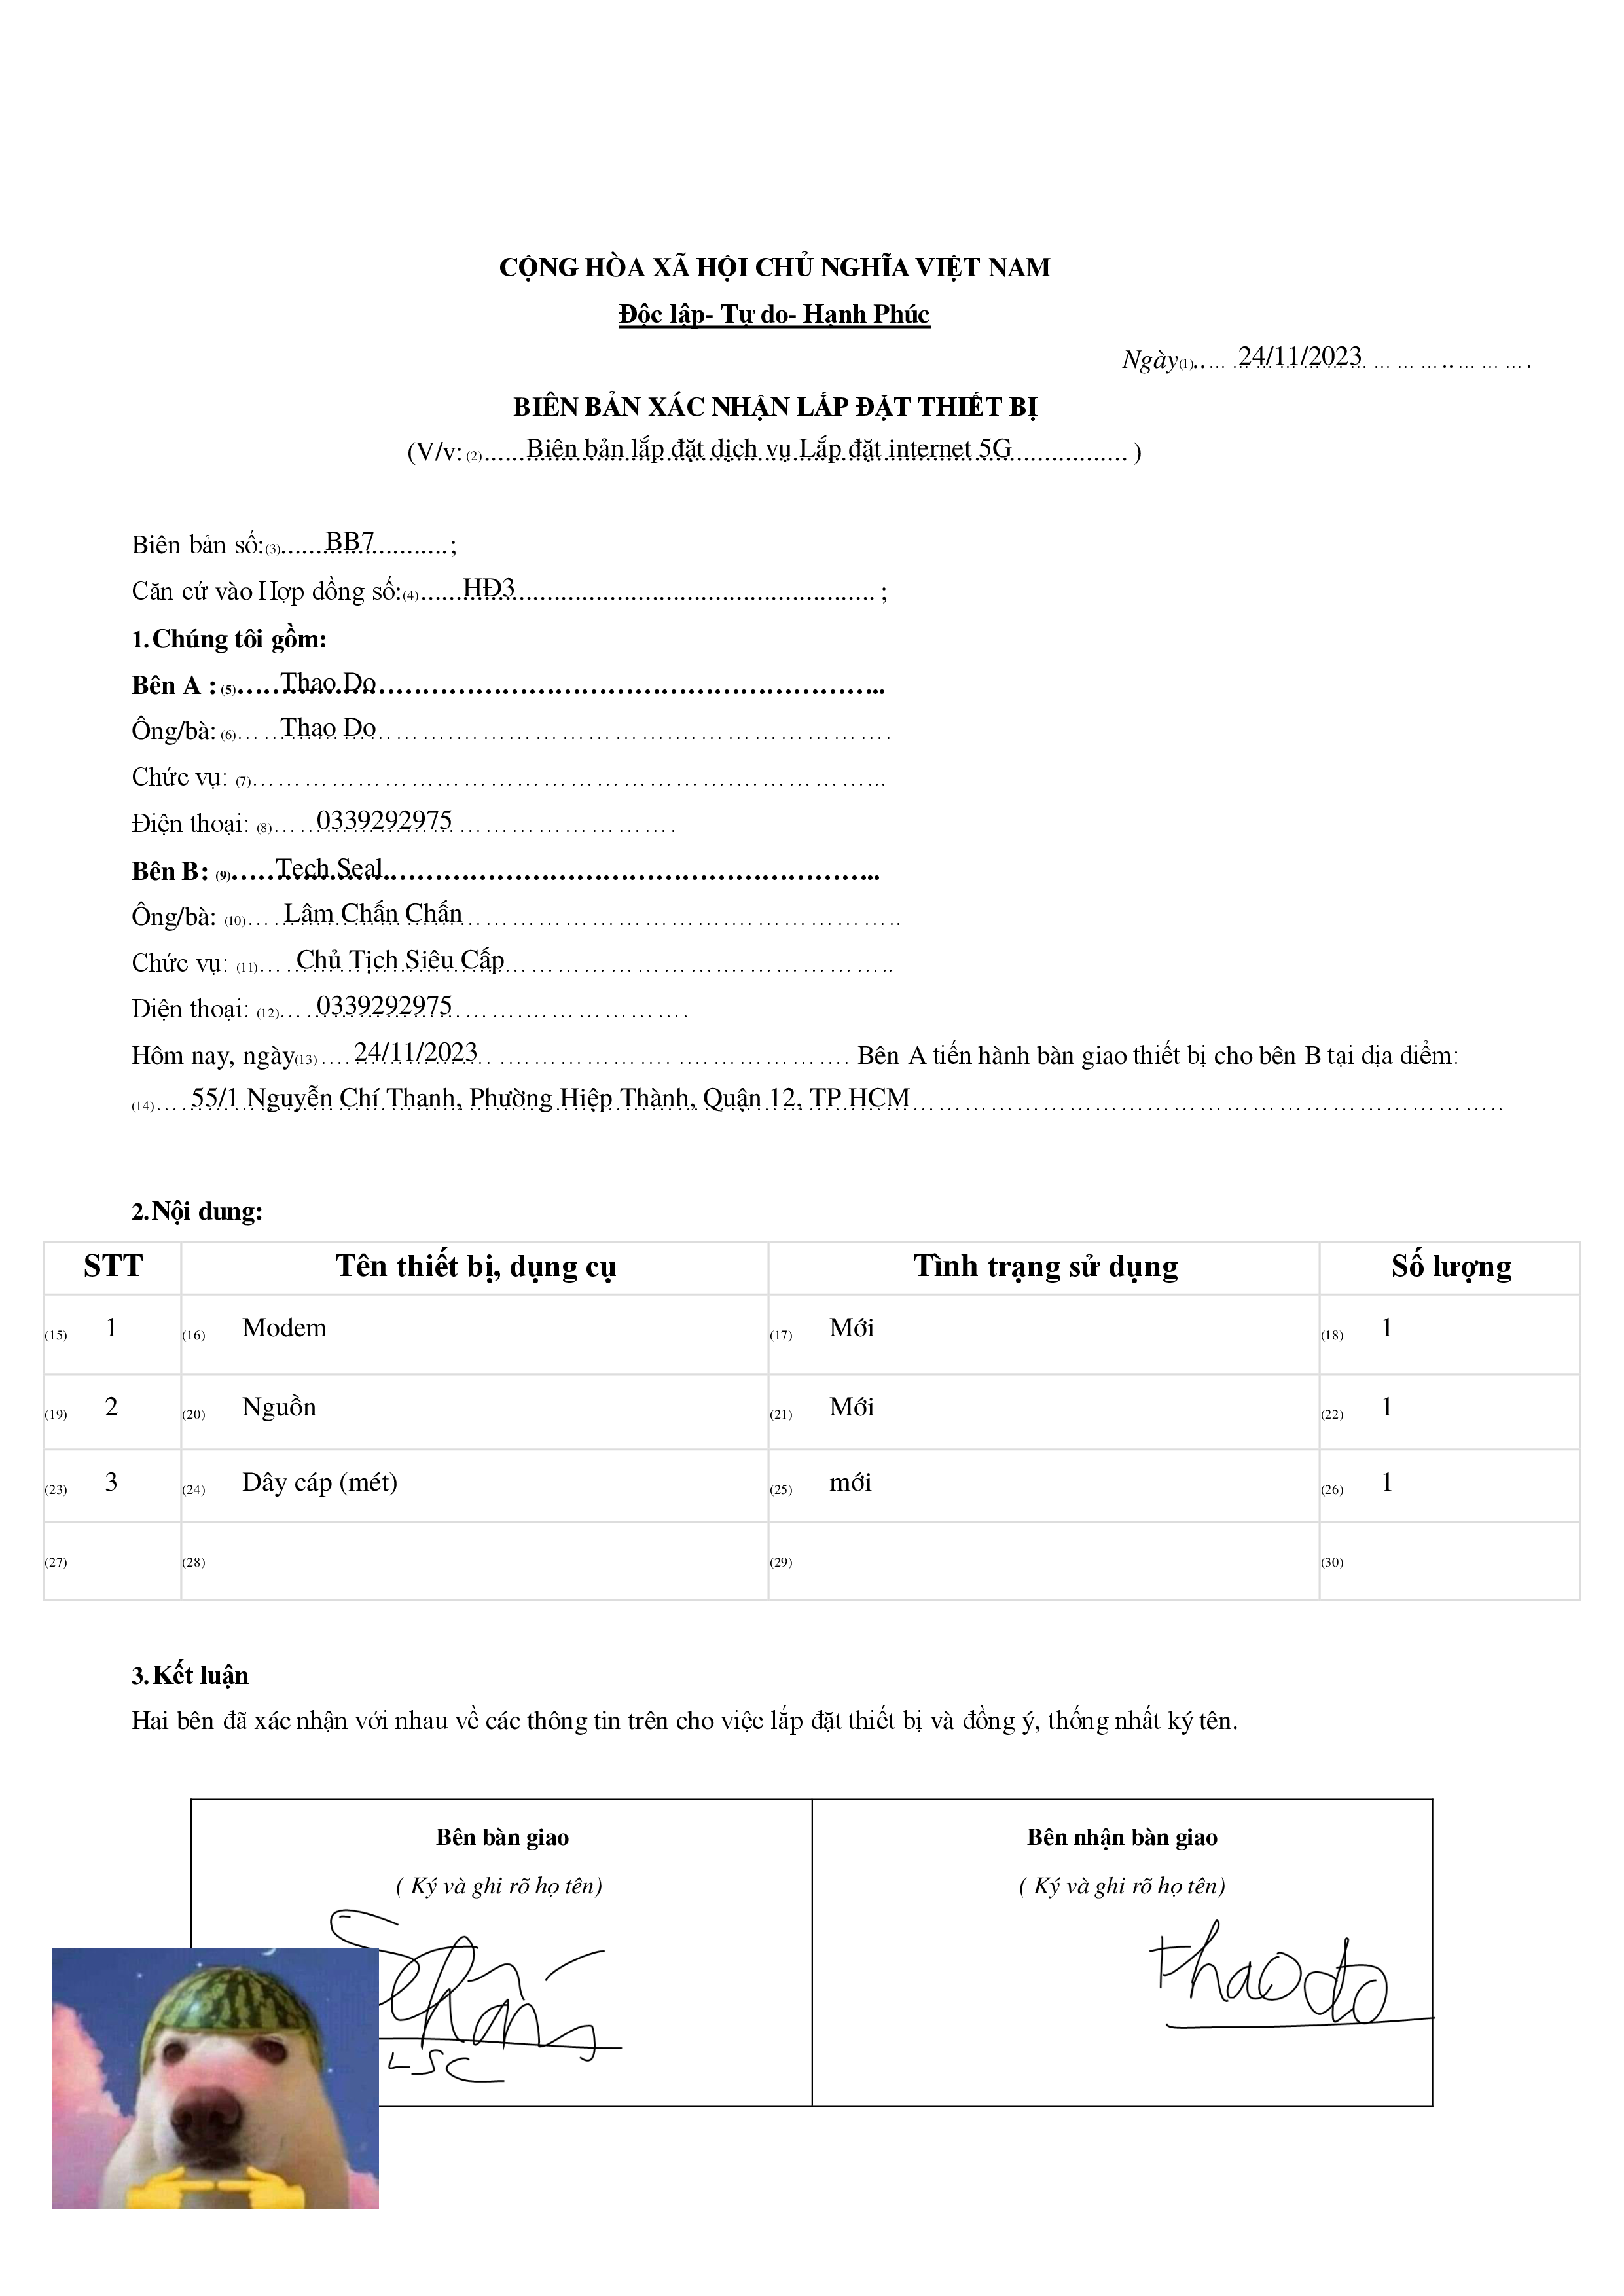 CỘNG HÒA XÃ HỘI CHỦ NGHĨA VIỆT NAM
Độc lập- Tự do- Hạnh Phúc
Ngày(1)..... 24/11/2023 .....
BIÊN BẢN XÁC NHẬN LẮP ĐẶT THIẾT BỊ
(V/v: (2)..... Biên bản lắp đặt dịch vụ Lắp đặt internet 5G ..... )
Biên bản số:(3)..... BB7 .....;
Căn cứ vào Hợp đồng số:(4)..... HĐ3 ..... ;
1. Chúng tôi gồm:
Bên A : (5)..... Thao Do .....
Ông/bà: (6)..... Thao Do .....
Chức vụ: (7).....
Điện thoại: (8)..... 0339292975 .....
Bên B: (9)..... Tech Seal .....
Ông/bà: (10)..... Lâm Chấn Chấn .....
Chức vụ: (11)..... Chủ Tịch Siêu Cấp .....
Điện thoại: (12)..... 0339292975 .....
Hôm nay, ngày(13)..... 24/11/2023 ..... Bên A tiến hành bàn giao thiết bị cho bên B tại địa điểm:
(14)..... 55/1 Nguyễn Chí Thanh, Phường Hiệp Thành, Quận 12, TP HCM .....
2. Nội dung:
STT Tên thiết bị, dụng cụ Tình trạng sử dụng Số lượng
(15) 1 (16) Modem (17) Mới (18) 1
(19) 2 (20) Nguồn (21) Mới (22) 1
(23) 3 (24) Dây cáp (mét) (25) mới (26) 1
(27) (28) (29) (30)
3. Kết luận
Hai bên đã xác nhận với nhau về các thông tin trên cho việc lắp đặt thiết bị và đồng ý, thống nhất ký tên.
Bên bàn giao Bên nhận bàn giao
( Ký và ghi rõ họ tên) ( Ký và ghi rõ họ tên)
thao do
LSC